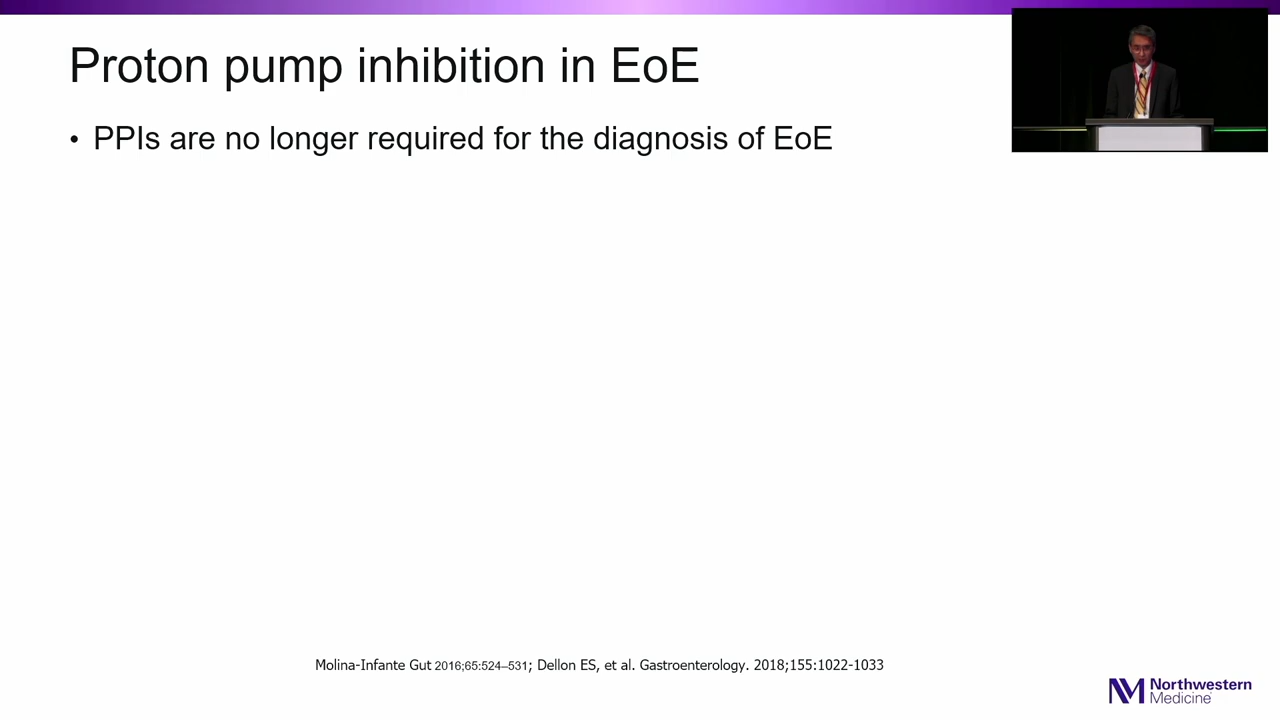 Proton pump inhibition in EoE
• PPIs are no longer required for the diagnosis of EoE
Molina-Infante Gut 2016;65:524–531; Dellon ES, et al. Gastroenterology. 2018;155:1022-1033
Northwestern
Medicine